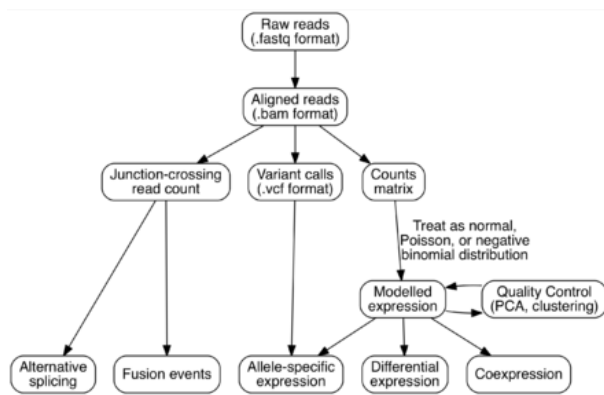 Raw reads
(.fastq format)
Aligned reads
(.bam format)
Junction-crossing
read count
Variant calls
(.vcf format)
Counts
matrix
Treat as normal,
Poisson, or negative
binomial distribution
Modelled
expression
Quality Control
(PCA, clustering)
Alternative
splicing
Fusion events
Allele-specific
expression
Differential
expression
Coexpression